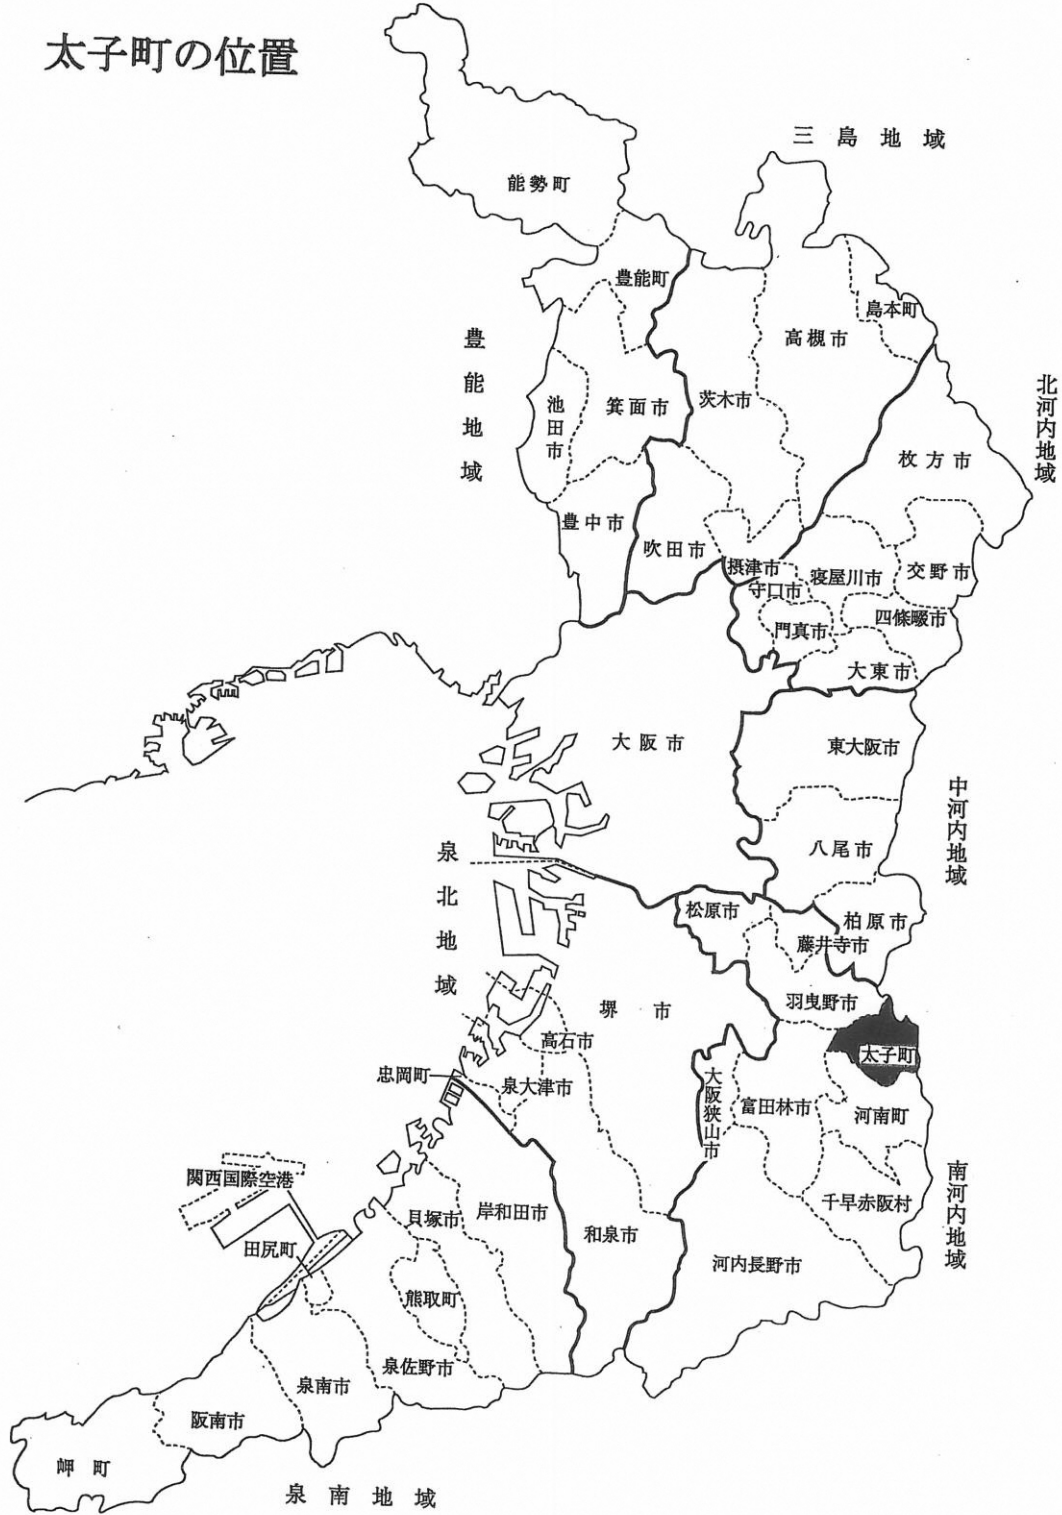 太子町の位置
三島地域
能勢町
豊能町
島本町
高槻市
豊能地域
北河内地域
池田市
箕面市
茨木市
枚方市
豊中市
吹田市
摂津市
寝屋川市
交野市
守口市
四條畷市
門真市
大東市
大阪市
東大阪市
中河内地域
八尾市
泉北地域
松原市
柏原市
藤井寺市
羽曳野市
堺市
高石市
太子町
忠岡町
泉大津市
大阪狭山市
富田林市
河南町
関西国際空港
千早赤阪村
南河内地域
貝塚市
岸和田市
和泉市
田尻町
河内長野市
熊取町
泉佐野市
泉南市
阪南市
岬町
泉南地域